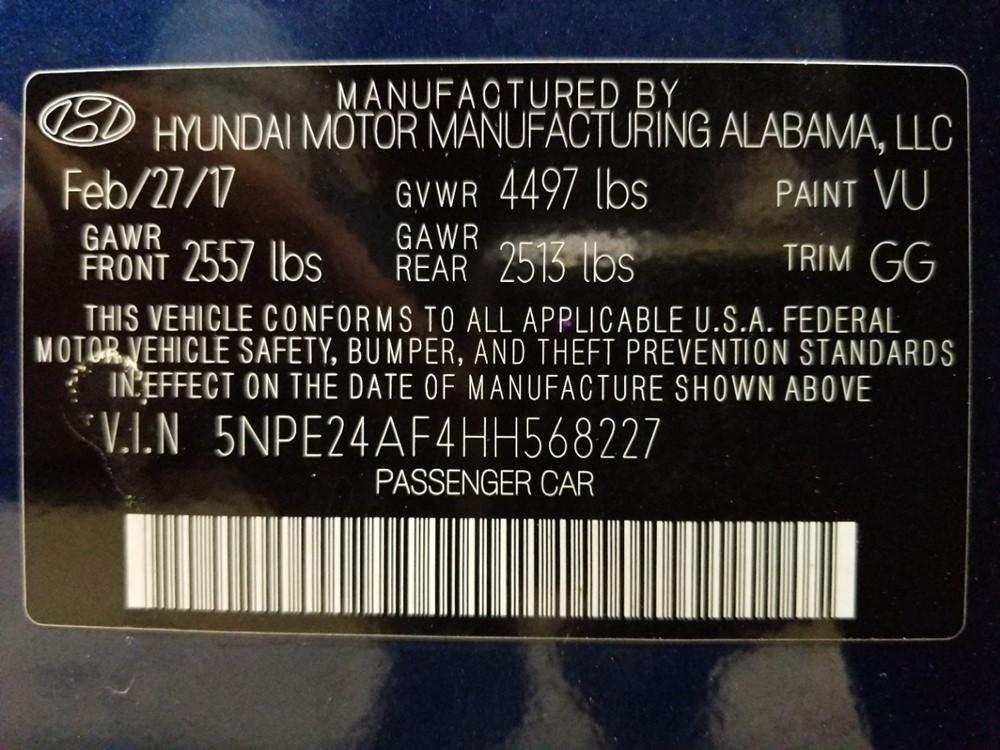 MANUFACTURED BY
HYUNDAI MOTOR MANUFACTURING ALABAMA, LLC
Feb/27/17 GVWR 4497 lbs PAINT VU
GAWR FRONT 2557 lbs GAWR REAR 2513 lbs TRIM GG
THIS VEHICLE CONFORMS TO ALL APPLICABLE U.S.A. FEDERAL
MOTOR VEHICLE SAFETY, BUMPER, AND THEFT PREVENTION STANDARDS
IN EFFECT ON THE DATE OF MANUFACTURE SHOWN ABOVE
V.I.N 5NPE24AF4HH568227
PASSENGER CAR